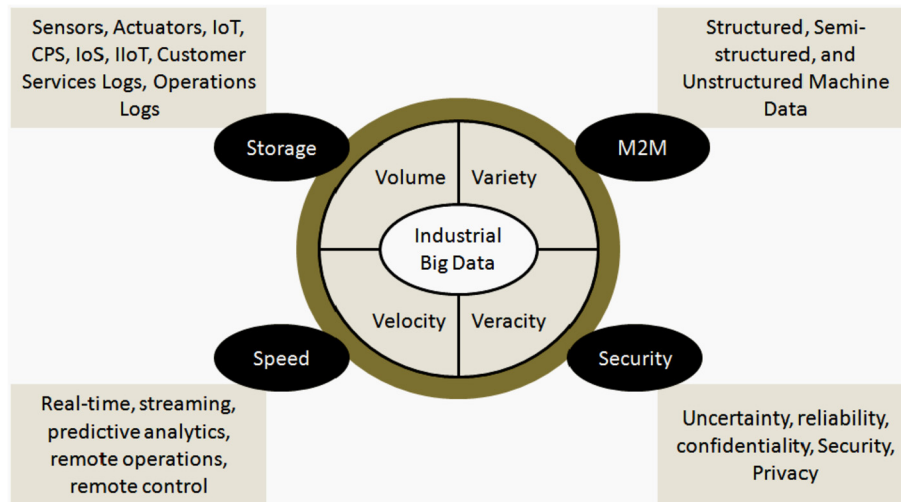 Sensors, Actuators, IoT,
CPS, IoS, IIoT, Customer
Services Logs, Operations
Logs
Structured, Semi-
structured, and
Unstructured Machine
Data
Storage
M2M
Volume
Variety
Industrial
Big Data
Velocity
Veracity
Speed
Security
Real-time, streaming,
predictive analytics,
remote operations,
remote control
Uncertainty, reliability,
confidentiality, Security,
Privacy